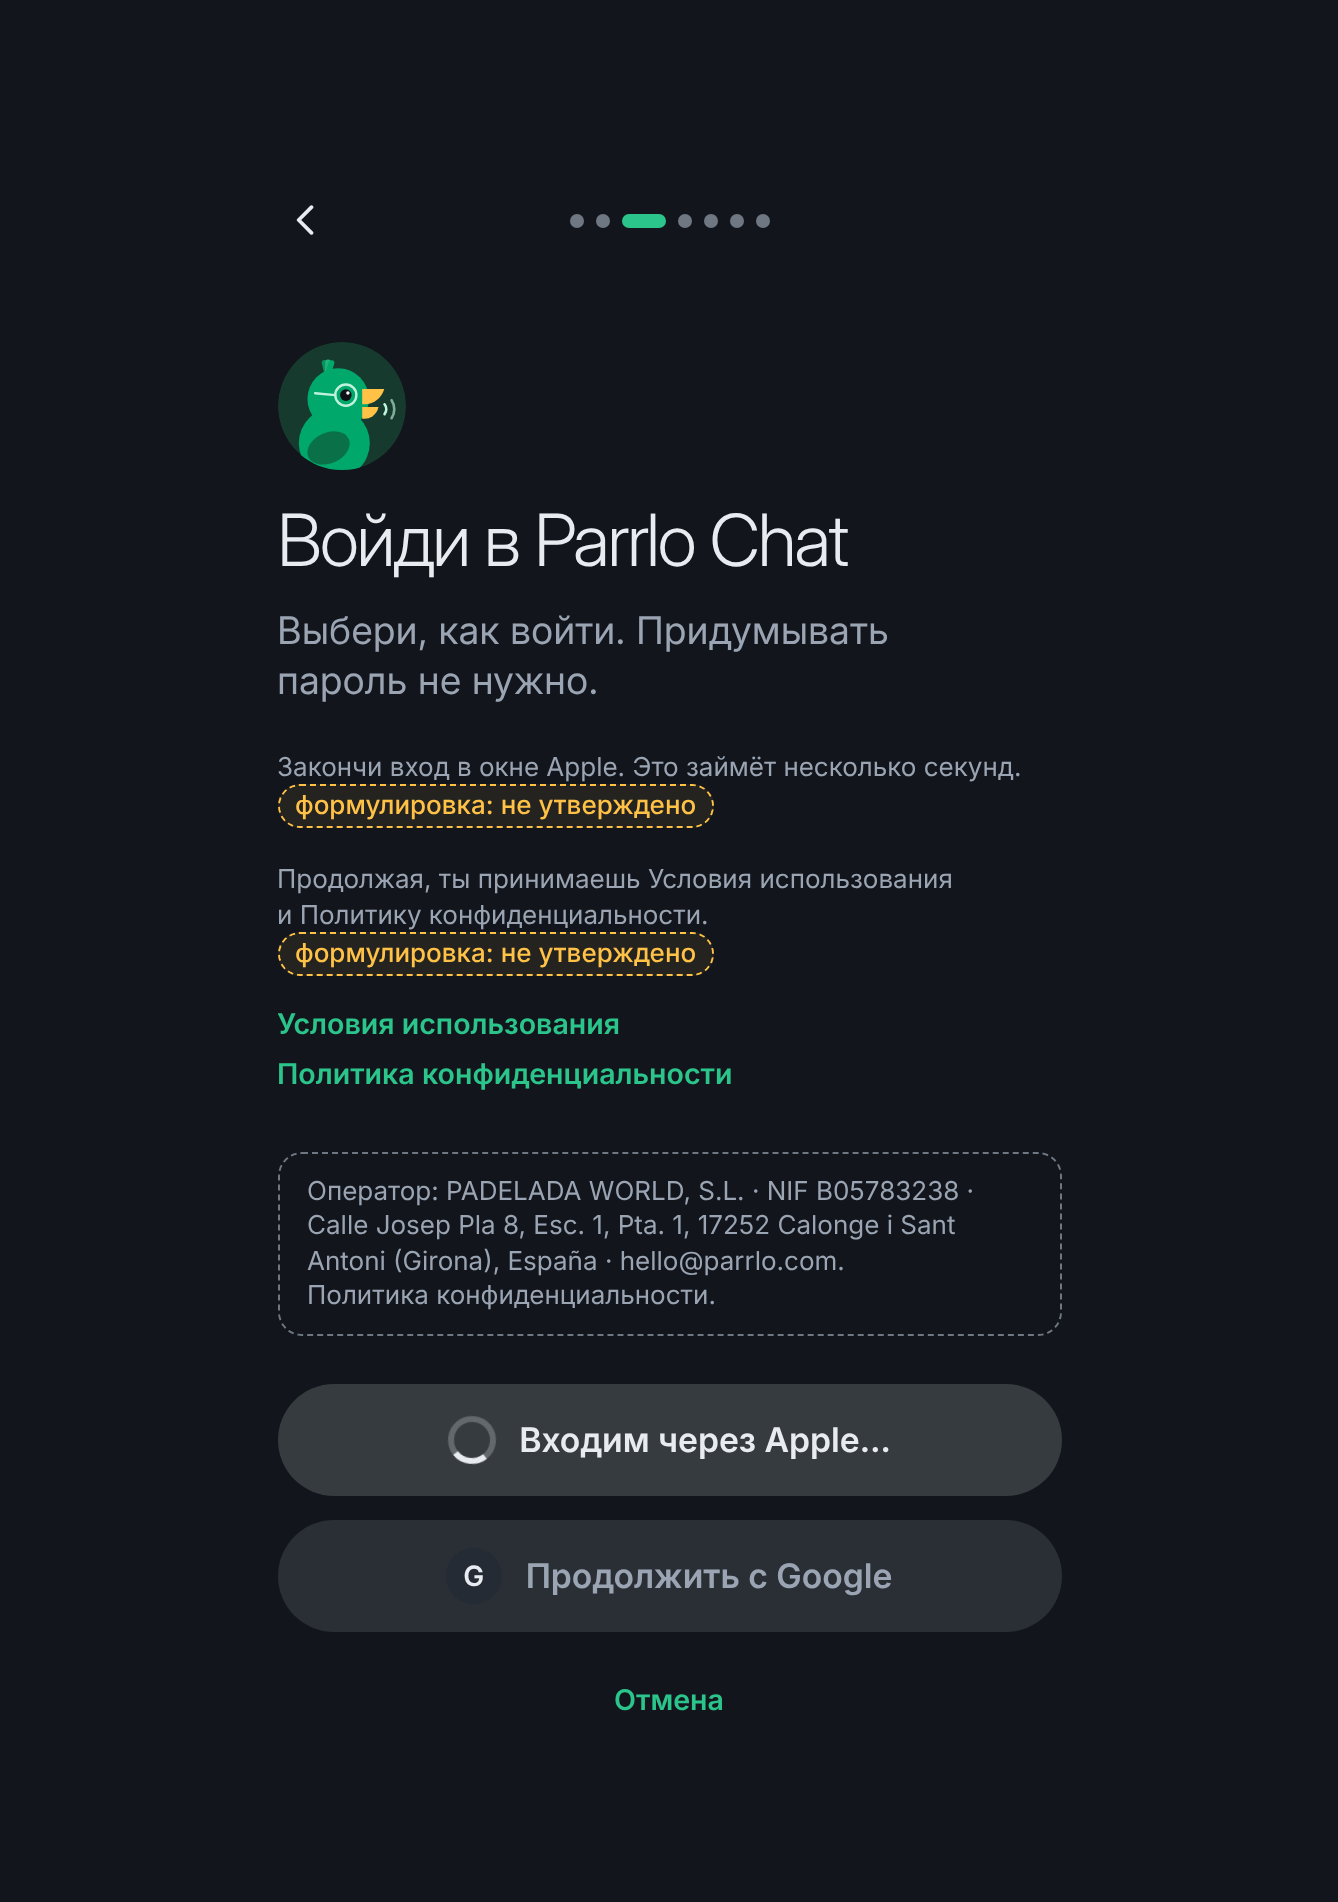 Войди в Parrlo Chat
Выбери, как войти. Придумывать
пароль не нужно.
Закончи вход в окне Apple. Это займёт несколько секунд.
формулировка: не утверждено
Продолжая, ты принимаешь Условия использования
и Политику конфиденциальности.
формулировка: не утверждено
Условия использования
Политика конфиденциальности
Оператор: PADELADA WORLD, S.L. · NIF B05783238 ·
Calle Josep Pla 8, Esc. 1, Pta. 1, 17252 Calonge i Sant
Antoni (Girona), España · hello@parrlo.com.
Политика конфиденциальности.
Входим через Apple...
G Продолжить с Google
Отмена